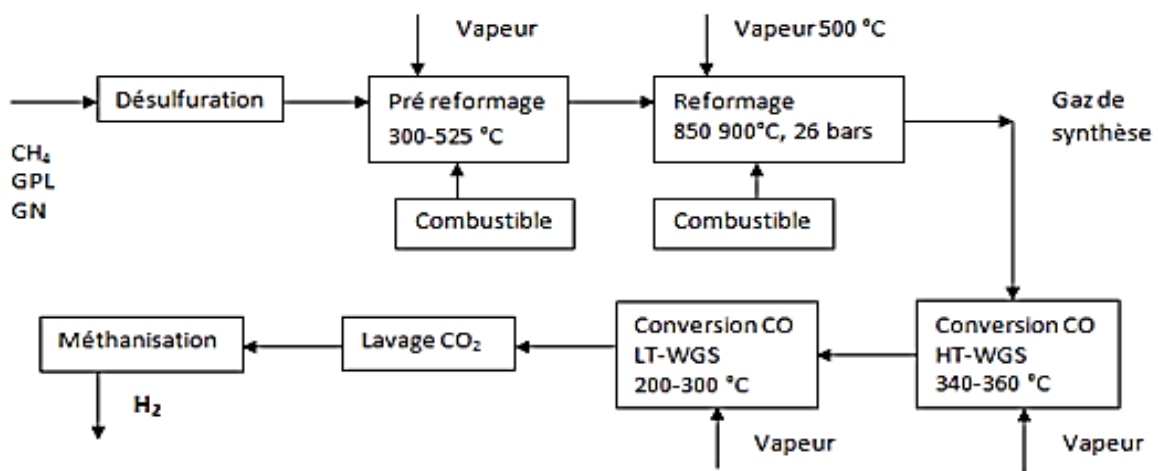 Vapeur
Vapeur 500 °C
Désulfuration
Pré reformage
300-525 °C
Reformage
850 900°C, 26 bars
Gaz de
synthèse
CH₄
GPL
GN
Combustible
Combustible
Méthanisation
Lavage CO₂
Conversion CO
LT-WGS
200-300 °C
Conversion CO
HT-WGS
340-360 °C
H₂
Vapeur
Vapeur